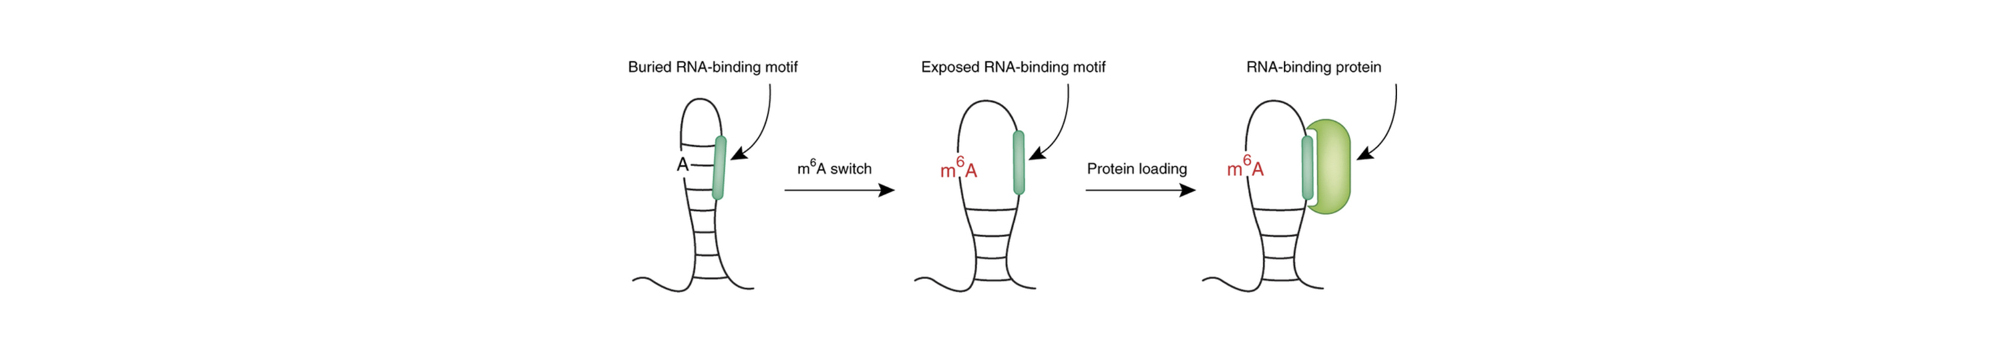 Buried RNA-binding motif
Exposed RNA-binding motif
RNA-binding protein
A
m⁶A switch
m⁶A
Protein loading
m⁶A